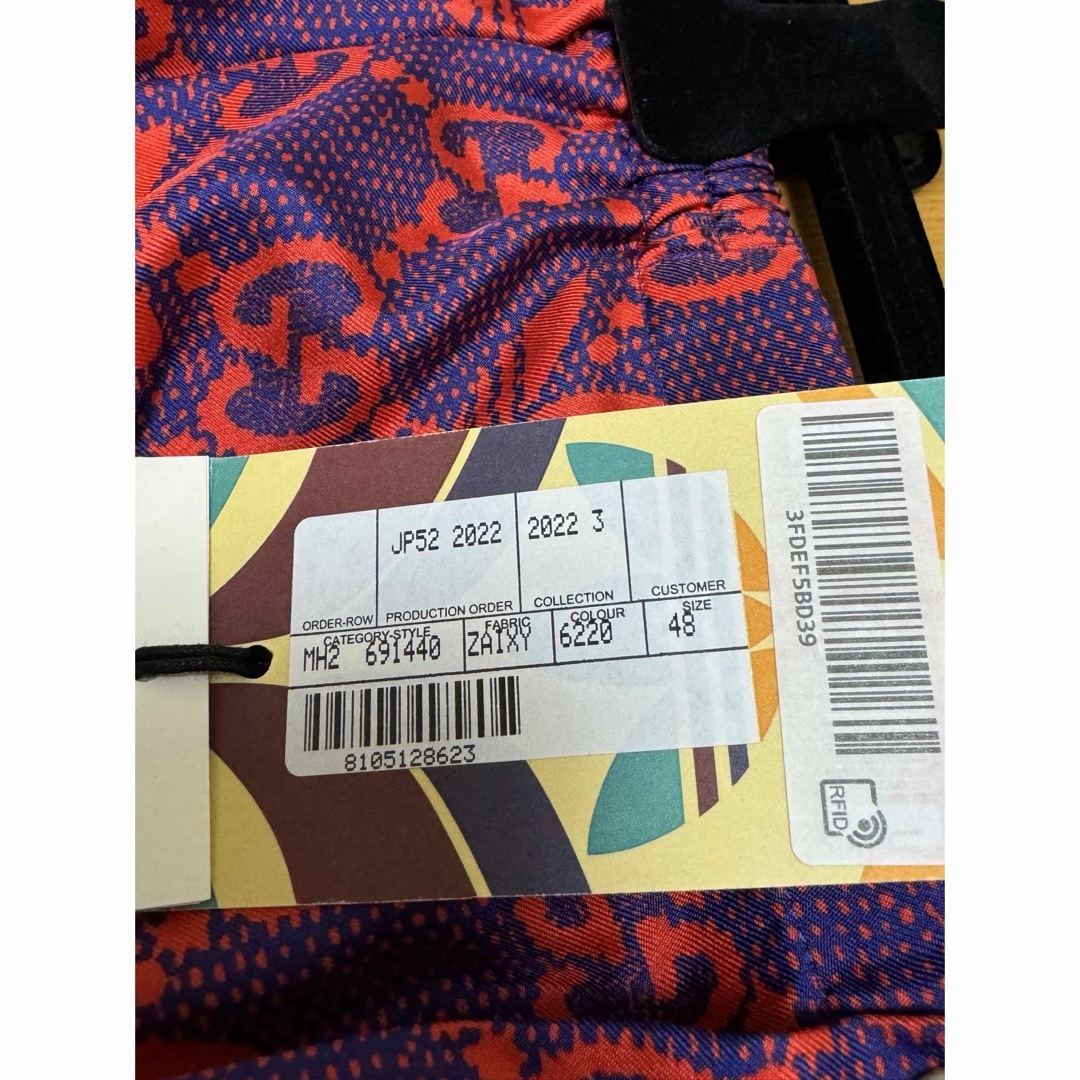 JP52 2022 2022 3
ORDER-ROW PRODUCTION ORDER COLLECTION CUSTOMER
CATEGORY-STYLE FABRIC COLOUR SIZE
MH2 691440 ZAIXY 6220 48
8105128623
3FDEF5BD39
RFID